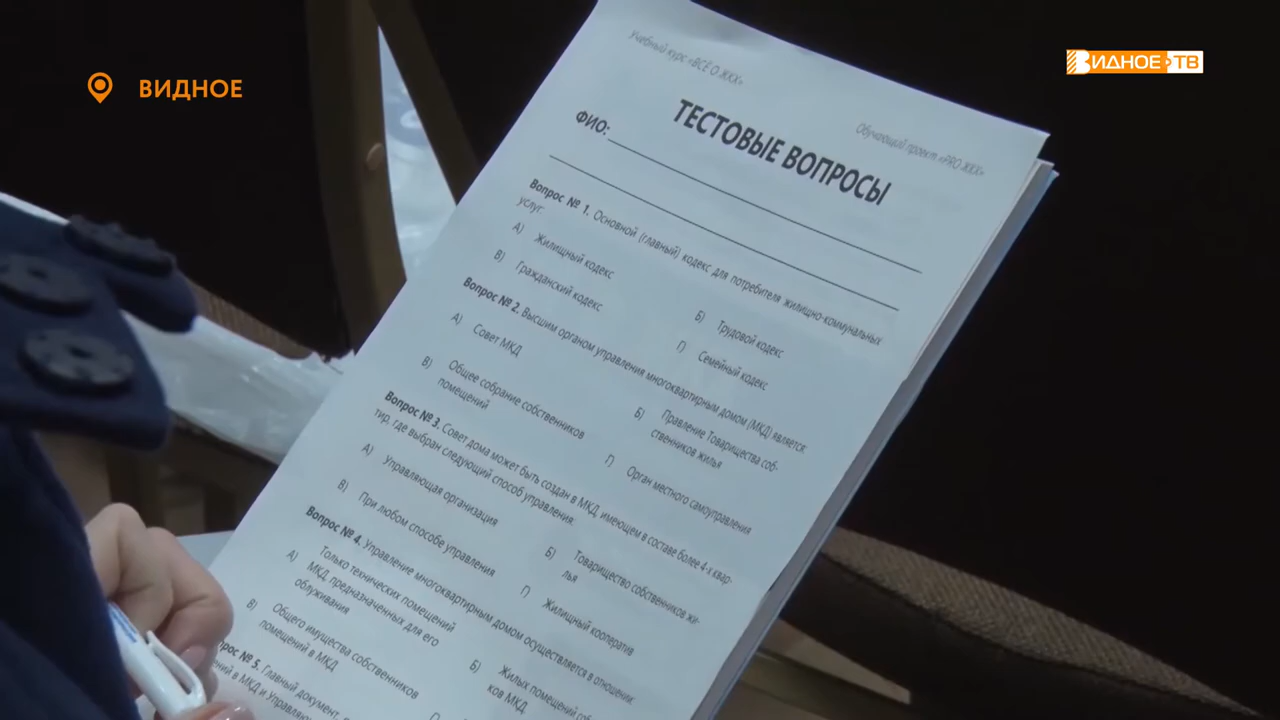 ВИДНОЕ
ВИДНОЕ ТВ
Учебный курс «ВСЁ О ЖКХ»
Обучающий проект «PRO ЖКХ»
ТЕСТОВЫЕ ВОПРОСЫ
ФИО:
Вопрос № 1. Основной (главный) кодекс для потребителя жилищно-коммунальных
услуг:
А) Жилищный кодекс
Б) Трудовой кодекс
В) Гражданский кодекс
Г) Семейный кодекс
Вопрос № 2. Высшим органом управления многоквартирным домом (МКД) является:
А) Совет МКД
Б) Правление Товарищества соб-
ственников жилья
В) Общее собрание собственников
помещений
Г) Орган местного самоуправления
Вопрос № 3. Совет дома может быть создан в МКД, имеющем в составе более 4-х квар-
тир, где выбран следующий способ управления:
А) Управляющая организация
Б) Товарищество собственников жи-
лья
В) При любом способе управления
Г) Жилищный кооператив
Вопрос № 4. Управление многоквартирным домом осуществляется в отношении:
А) Только технических помещений
МКД, предназначенных для его
облуживания
Б) Жилых помещений
ков МКД
В) Общего имущества собственников
помещений в МКД
Г)
№ 5. Главный документ,
в МКД и